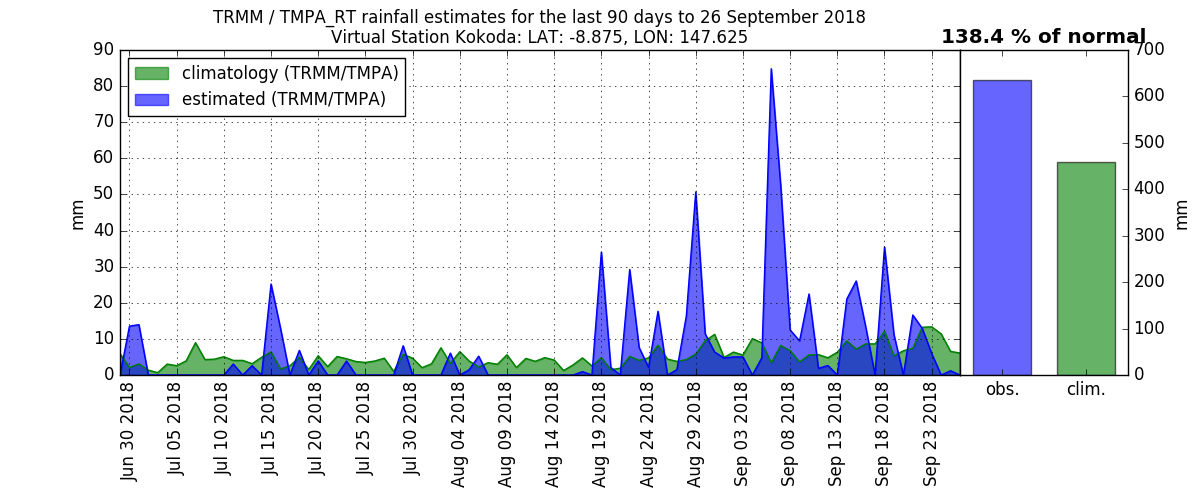 TRMM / TMPA_RT rainfall estimates for the last 90 days to 26 September 2018
Virtual Station Kokoda: LAT: -8.875, LON: 147.625
138.4 % of normal
climatology (TRMM/TMPA)
estimated (TRMM/TMPA)
mm
90
80
70
60
50
40
30
20
10
0
Jun 30 2018
Jul 05 2018
Jul 10 2018
Jul 15 2018
Jul 20 2018
Jul 25 2018
Jul 30 2018
Aug 04 2018
Aug 09 2018
Aug 14 2018
Aug 19 2018
Aug 24 2018
Aug 29 2018
Sep 03 2018
Sep 08 2018
Sep 13 2018
Sep 18 2018
Sep 23 2018
700
600
500
400
300
200
100
0
mm
obs.
clim.